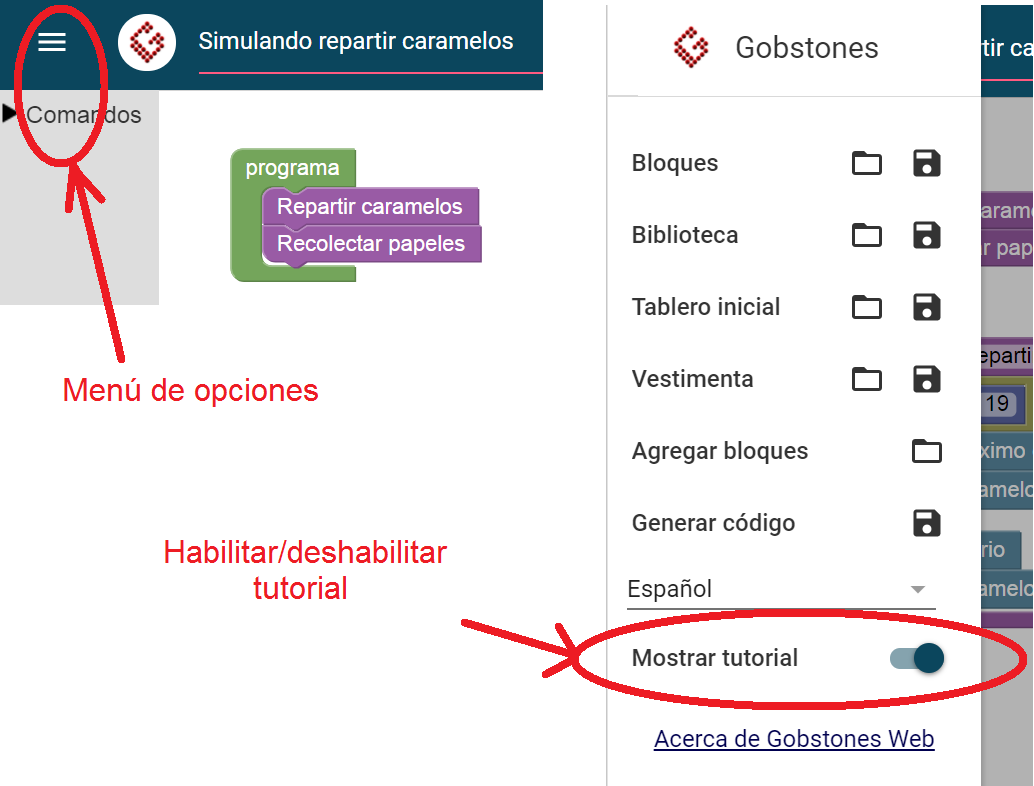 Simulando repartir caramelos
Comandos
programa
Repartir caramelos
Recolectar papeles
Menú de opciones
Habilitar/deshabilitar
tutorial
Gobstones
Bloques
Biblioteca
Tablero inicial
Vestimenta
Agregar bloques
Generar código
Español
Mostrar tutorial
Acerca de Gobstones Web
tir ca
aramo
r pap
eparti
19
ximo
amelo
rio
amelo